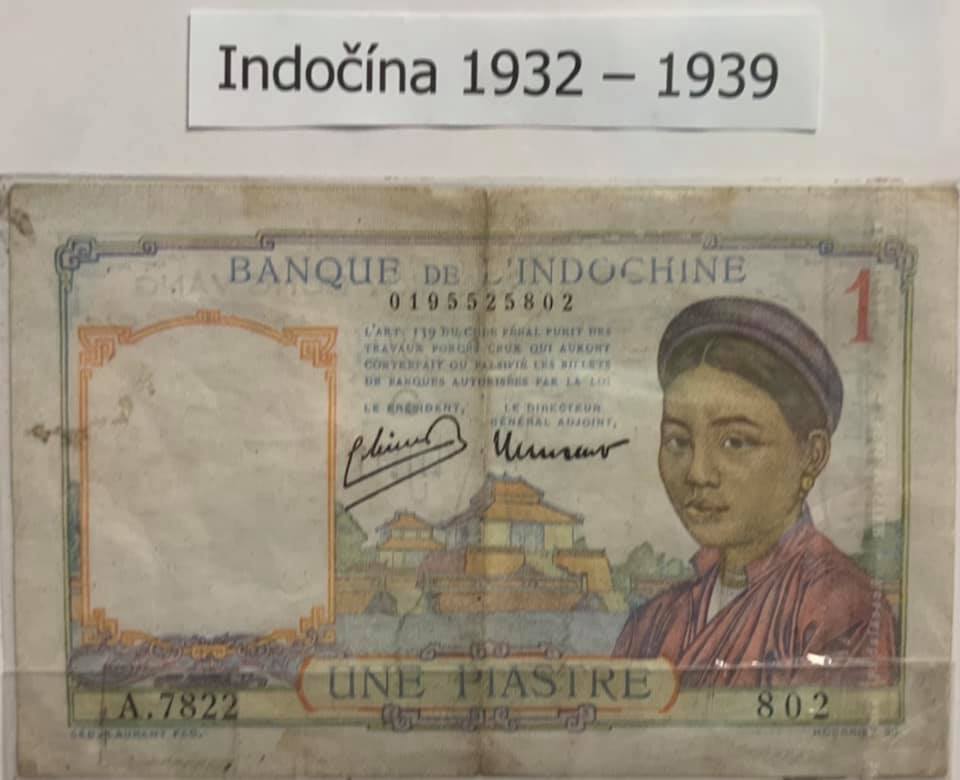 Indočína 1932 – 1939
BANQUE DE L'INDOCHINE
0195525802
1
L'ART. 139 DU CODE PÉNAL PUNIT DES
TRAVAUX FORCÉS CEUX QUI AURONT
CONTREFAIT OU FALSIFIÉ LES BILLETS
DE BANQUES AUTORISÉES PAR LA LOI
LE PRÉSIDENT,
LE DIRECTEUR
GÉNÉRAL ADJOINT,
UNE PIASTRE
A.7822
802
LAURENT FEC.